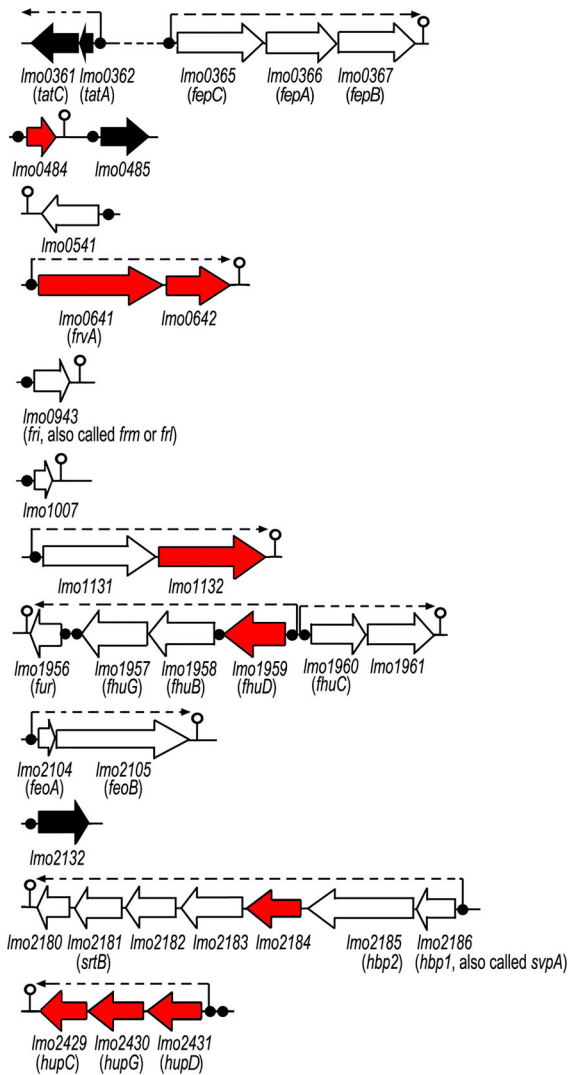 lmo0361 lmo0362 lmo0365 lmo0366 lmo0367
(tatC) (tatA) (fepC) (fepA) (fepB)
lmo0484 lmo0485
lmo0541
lmo0641 lmo0642
(frvA)
lmo0943
(fri, also called frm or frl)
lmo1007
lmo1131 lmo1132
lmo1956 lmo1957 lmo1958 lmo1959 lmo1960 lmo1961
(fur) (fhuG) (fhuB) (fhuD) (fhuC)
lmo2104 lmo2105
(feoA) (feoB)
lmo2132
lmo2180 lmo2181 lmo2182 lmo2183 lmo2184 lmo2185 lmo2186
(srtB) (hbp2) (hbp1, also called svpA)
lmo2429 lmo2430 lmo2431
(hupC) (hupG) (hupD)